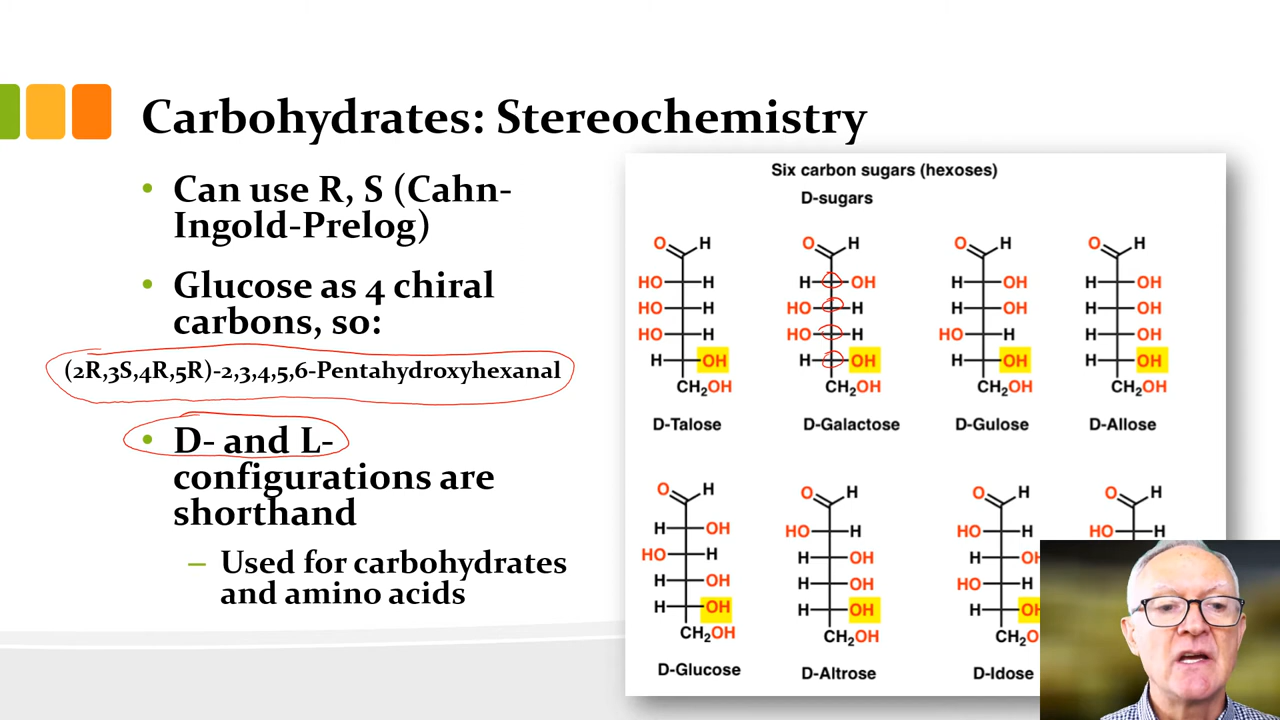 Carbohydrates: Stereochemistry
• Can use R, S (Cahn-
Ingold-Prelog)
• Glucose as 4 chiral
carbons, so:
(2R,3S,4R,5R)-2,3,4,5,6-Pentahydroxyhexanal
• D- and L-
configurations are
shorthand
– Used for carbohydrates
and amino acids
Six carbon sugars (hexoses)
D-sugars
O H O H O H O H
HO H H OH H OH H OH
HO H HO H H OH H OH
HO H HO H HO H H OH
H OH H OH H OH H OH
CH₂OH CH₂OH CH₂OH CH₂OH
D-Talose D-Galactose D-Gulose D-Allose
O H O H O H O H
H OH HO H HO H HO H
HO H H OH H OH
H OH H OH HO H
H OH H OH H OH
CH₂OH CH₂OH CH₂O
D-Glucose D-Altrose D-Idose